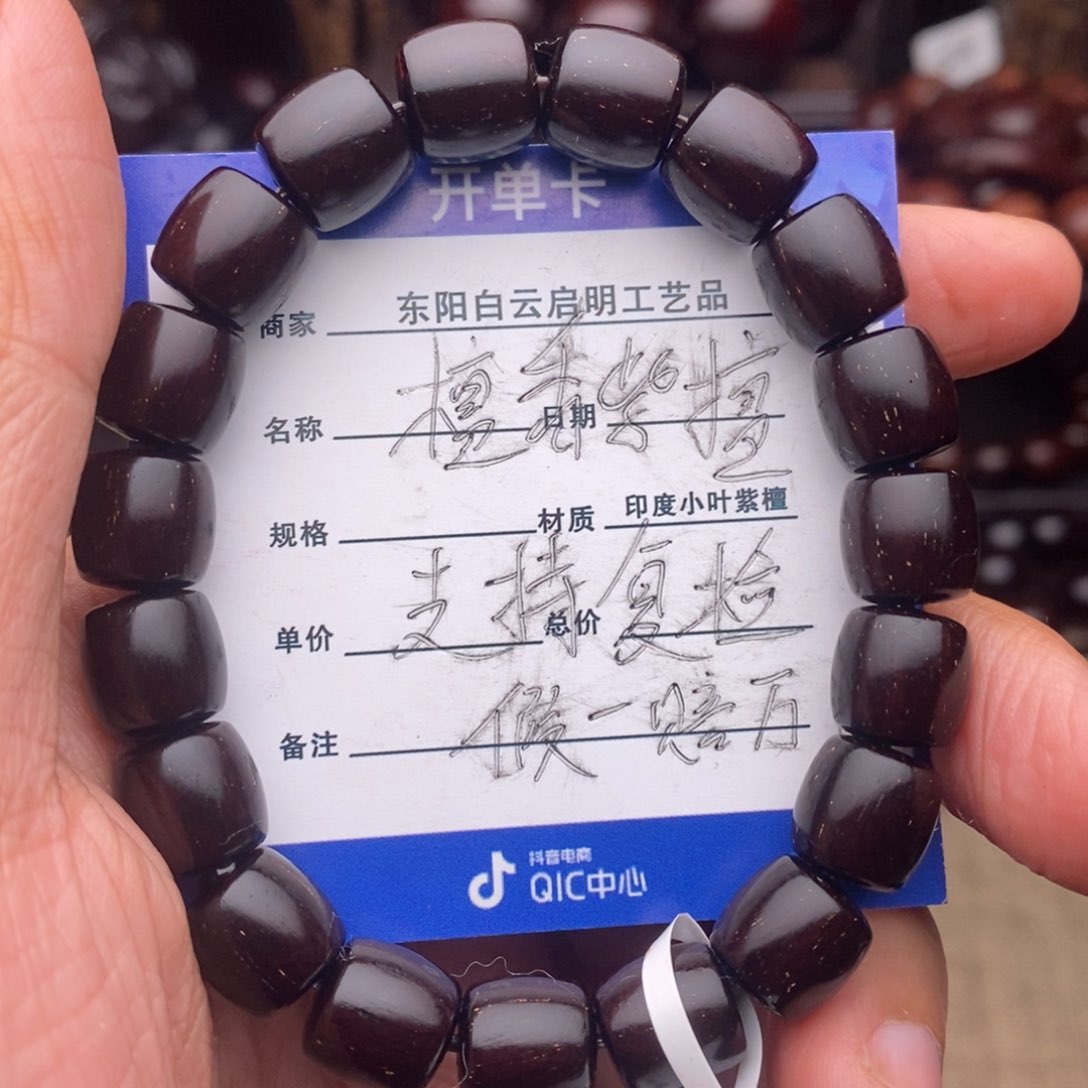 开单卡
商家 东阳白云启明工艺品
名称 日期
檀香紫檀
规格 材质 印度小叶紫檀
单价 总价
支持复检
备注
假一赔万
抖音电商
QIC中心